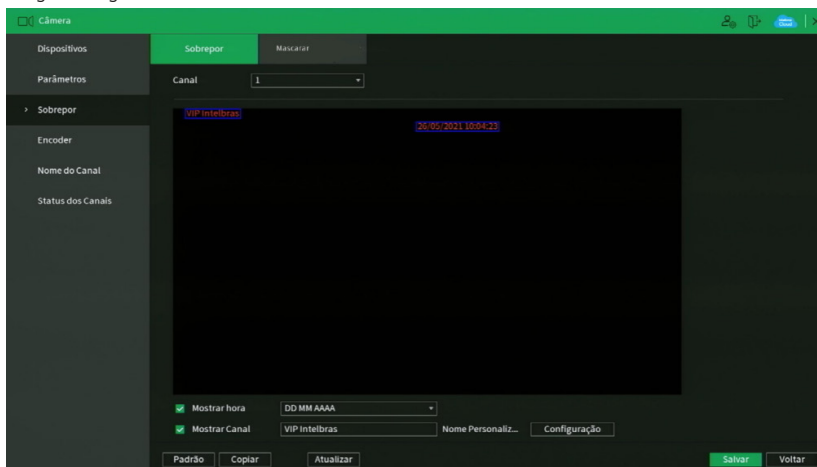 Câmera
Dispositivos
Parâmetros
Sobrepor
Encoder
Nome do Canal
Status dos Canais
Sobrepor
Mascarar
Canal
1
VIP Intelbras
26/05/2021 10:04:23
Mostrar hora
DD MM AAAA
Mostrar Canal
VIP Intelbras
Nome Personaliz...
Configuração
Padrão
Copiar
Atualizar
Salvar
Voltar